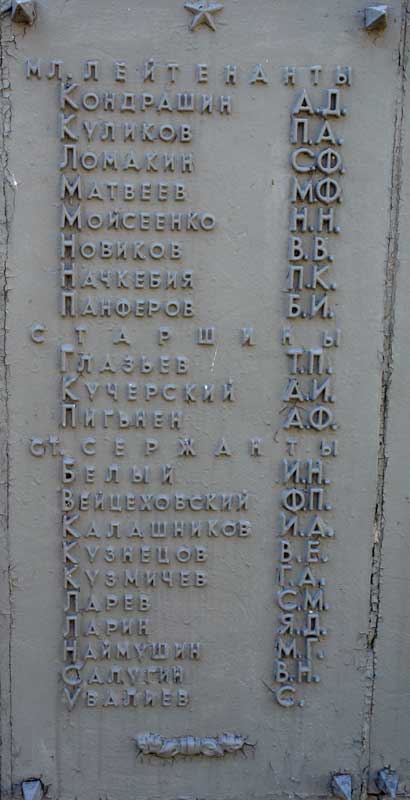 МЛ. ЛЕЙТЕНАНТЫ
КОНДРАШИН А.Д.
КУЛИКОВ П.А.
ЛОМАКИН С.Ф.
МАТВЕЕВ М.Ф.
МОЙСЕЕНКО Н.Н.
НОВИКОВ В.В.
НАЧКЕБИЯ П.К.
ПАНФЕРОВ Б.И.
СТАРШИНЫ
ГЛАЗЬЕВ Т.П.
КУЧЕРСКИЙ А.И.
ПИГЪНЕН А.Ф.
СТ. СЕРЖАНТЫ
БЕЛЫЙ И.Н.
ВЕЙЦЕХОВСКИЙ Ф.П.
КАЛАШНИКОВ И.А.
КУЗНЕЦОВ В.Е.
КУЗМИЧЕВ Г.А.
ЛАРЕВ С.М.
ЛАРИН Я.Д.
НАЙМУШИН М.Г.
САЛУГИН В.Н.
УВАЛИЕВ С.